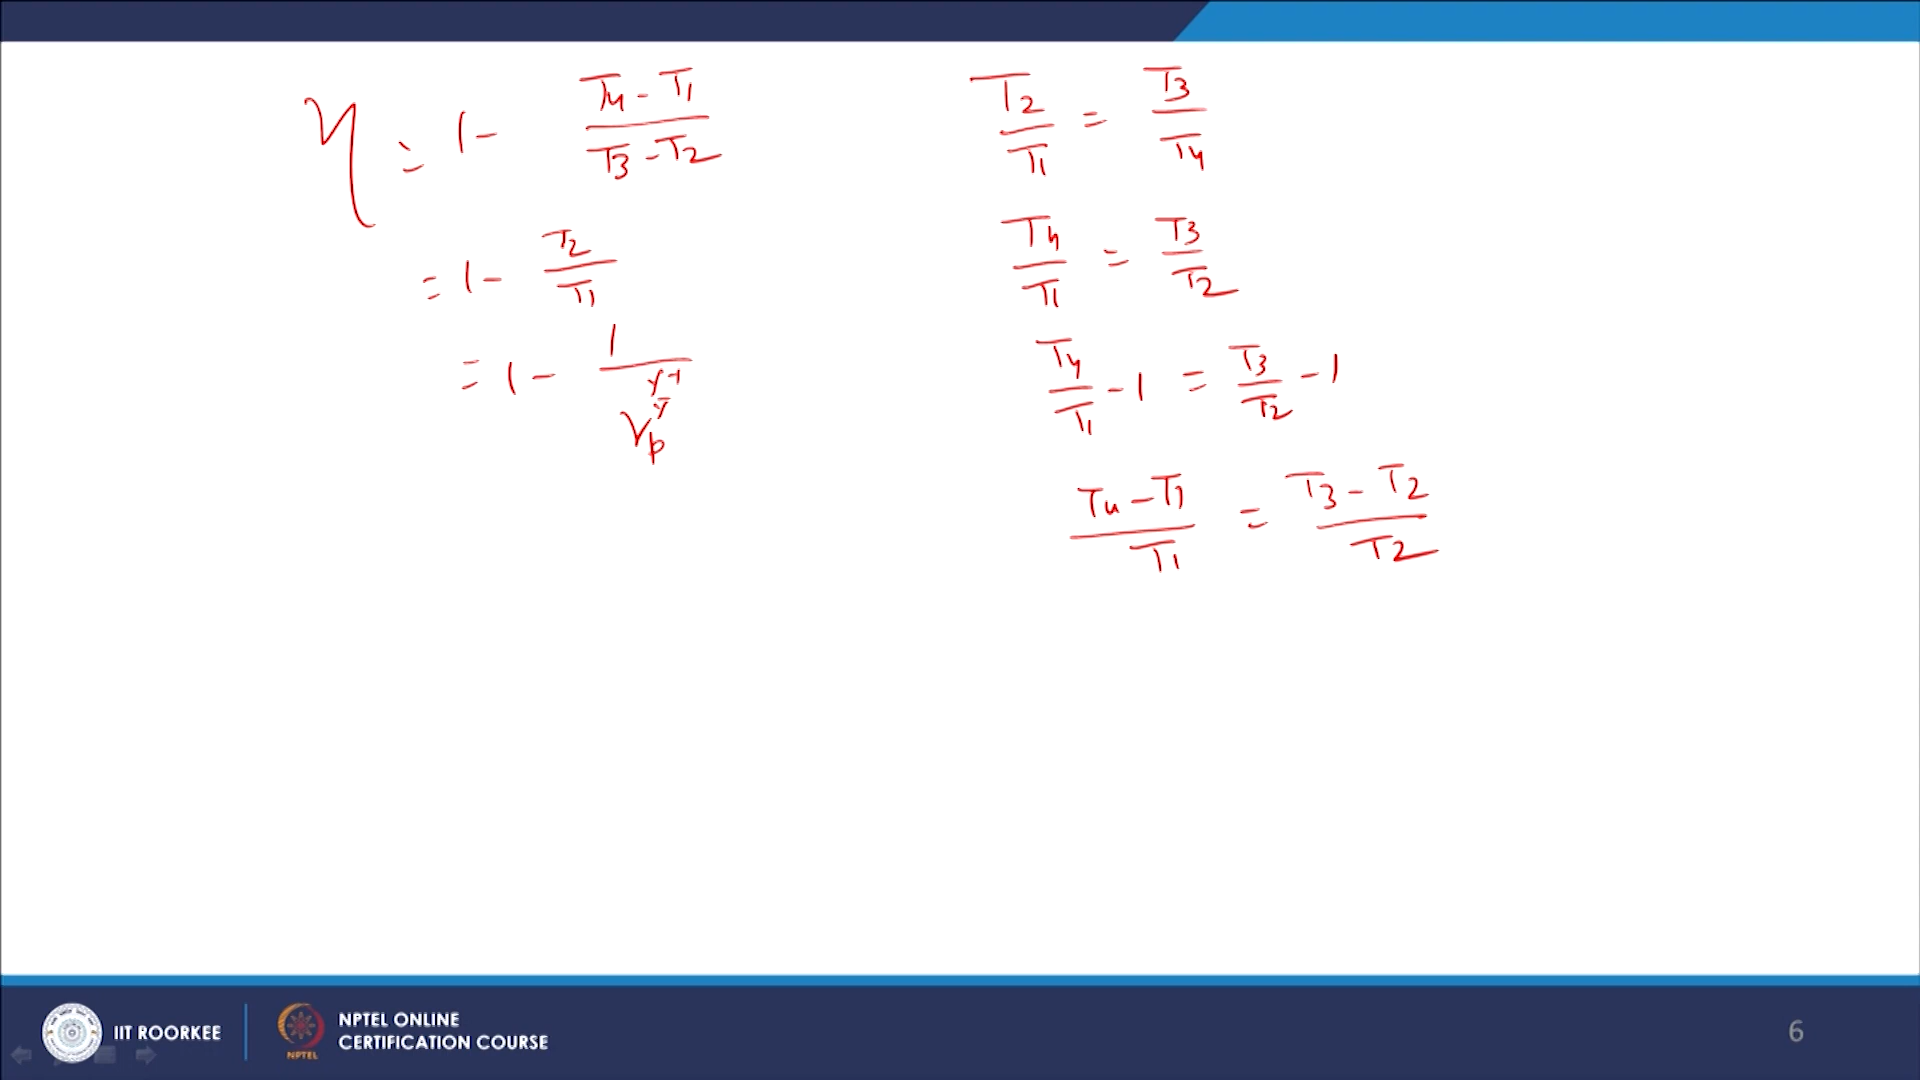 η = 1 - (T4 - T1)/(T3 - T2)
= 1 - T2/T1
= 1 - 1/rp^((γ-1)/γ)
T2/T1 = T3/T4
T4/T1 = T3/T2
T4/T1 - 1 = T3/T2 - 1
(T4 - T1)/T1 = (T3 - T2)/T2
IIT ROORKEE
NPTEL
NPTEL ONLINE
CERTIFICATION COURSE
6